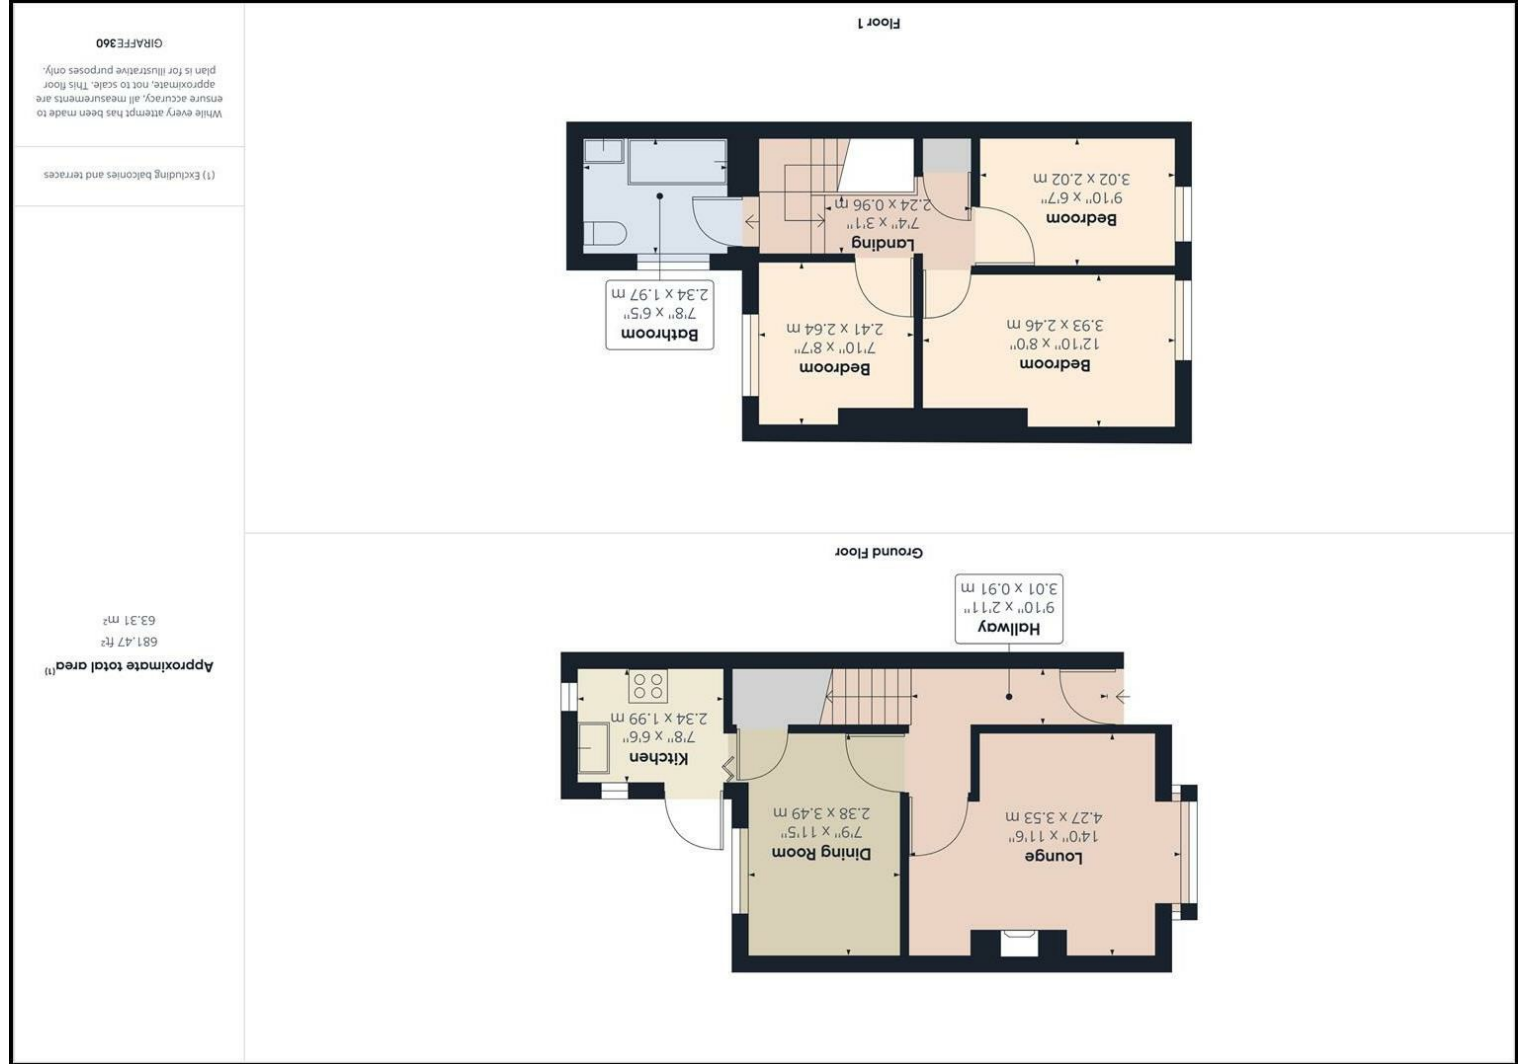 Approximate total area(1)
681.47 ft²
63.31 m²
(1) Excluding balconies and terraces
While every attempt has been made to
ensure accuracy, all measurements are
approximate, not to scale. This floor
plan is for illustrative purposes only.
GIRAFFE360
Lounge
14'0" x 11'6"
4.27 x 3.53 m
Dining Room
7'9" x 11'5"
2.38 x 3.49 m
Kitchen
7'8" x 6'6"
2.34 x 1.99 m
Hallway
9'10" x 2'11"
3.01 x 0.91 m
Ground Floor
Bedroom
12'10" x 8'0"
3.93 x 2.46 m
Bedroom
7'10" x 8'7"
2.41 x 2.64 m
Bathroom
7'8" x 6'5"
2.34 x 1.97 m
Landing
7'4" x 3'1"
2.24 x 0.96 m
Bedroom
9'10" x 6'7"
3.02 x 2.02 m
Floor 1